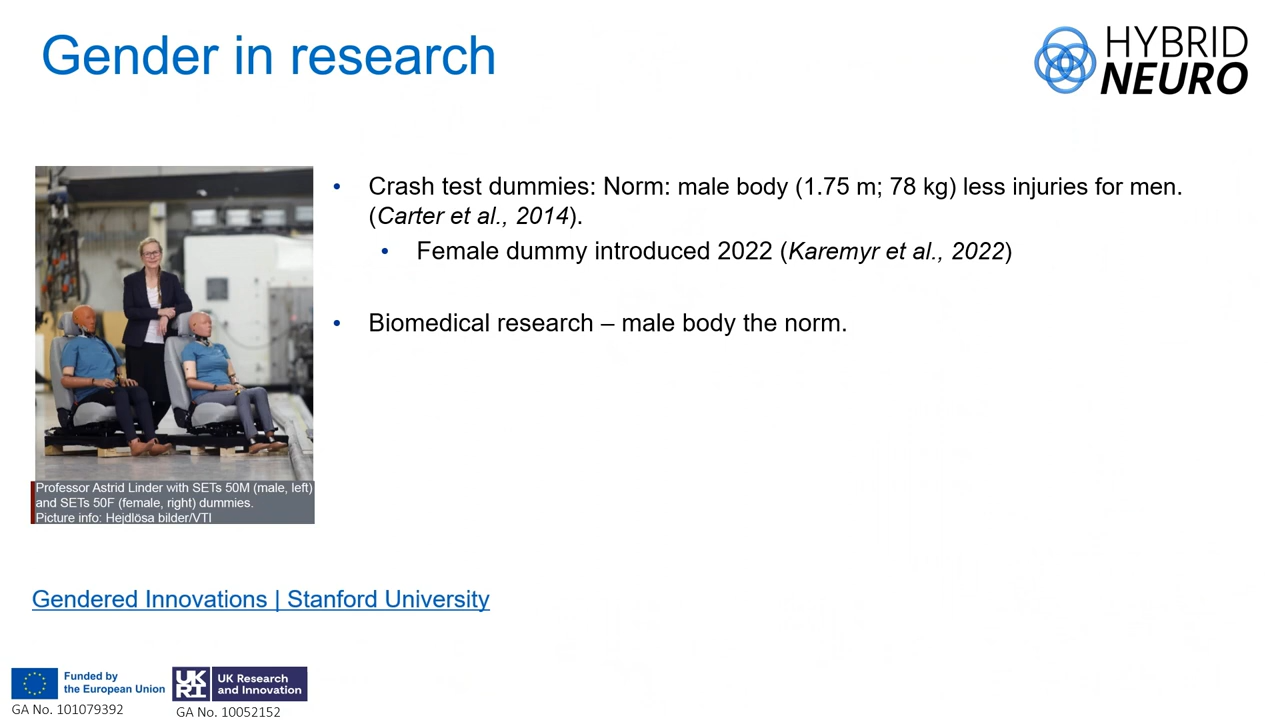 Gender in research
HYBRID
NEURO
• Crash test dummies: Norm: male body (1.75 m; 78 kg) less injuries for men.
(Carter et al., 2014).
• Female dummy introduced 2022 (Karemyr et al., 2022)
• Biomedical research – male body the norm.
Professor Astrid Linder with SETs 50M (male, left)
and SETs 50F (female, right) dummies.
Picture info: Hejdlösa bilder/VTI
Gendered Innovations | Stanford University
Funded by
the European Union
GA No. 101079392
UK
RI
UK Research
and Innovation
GA No. 10052152